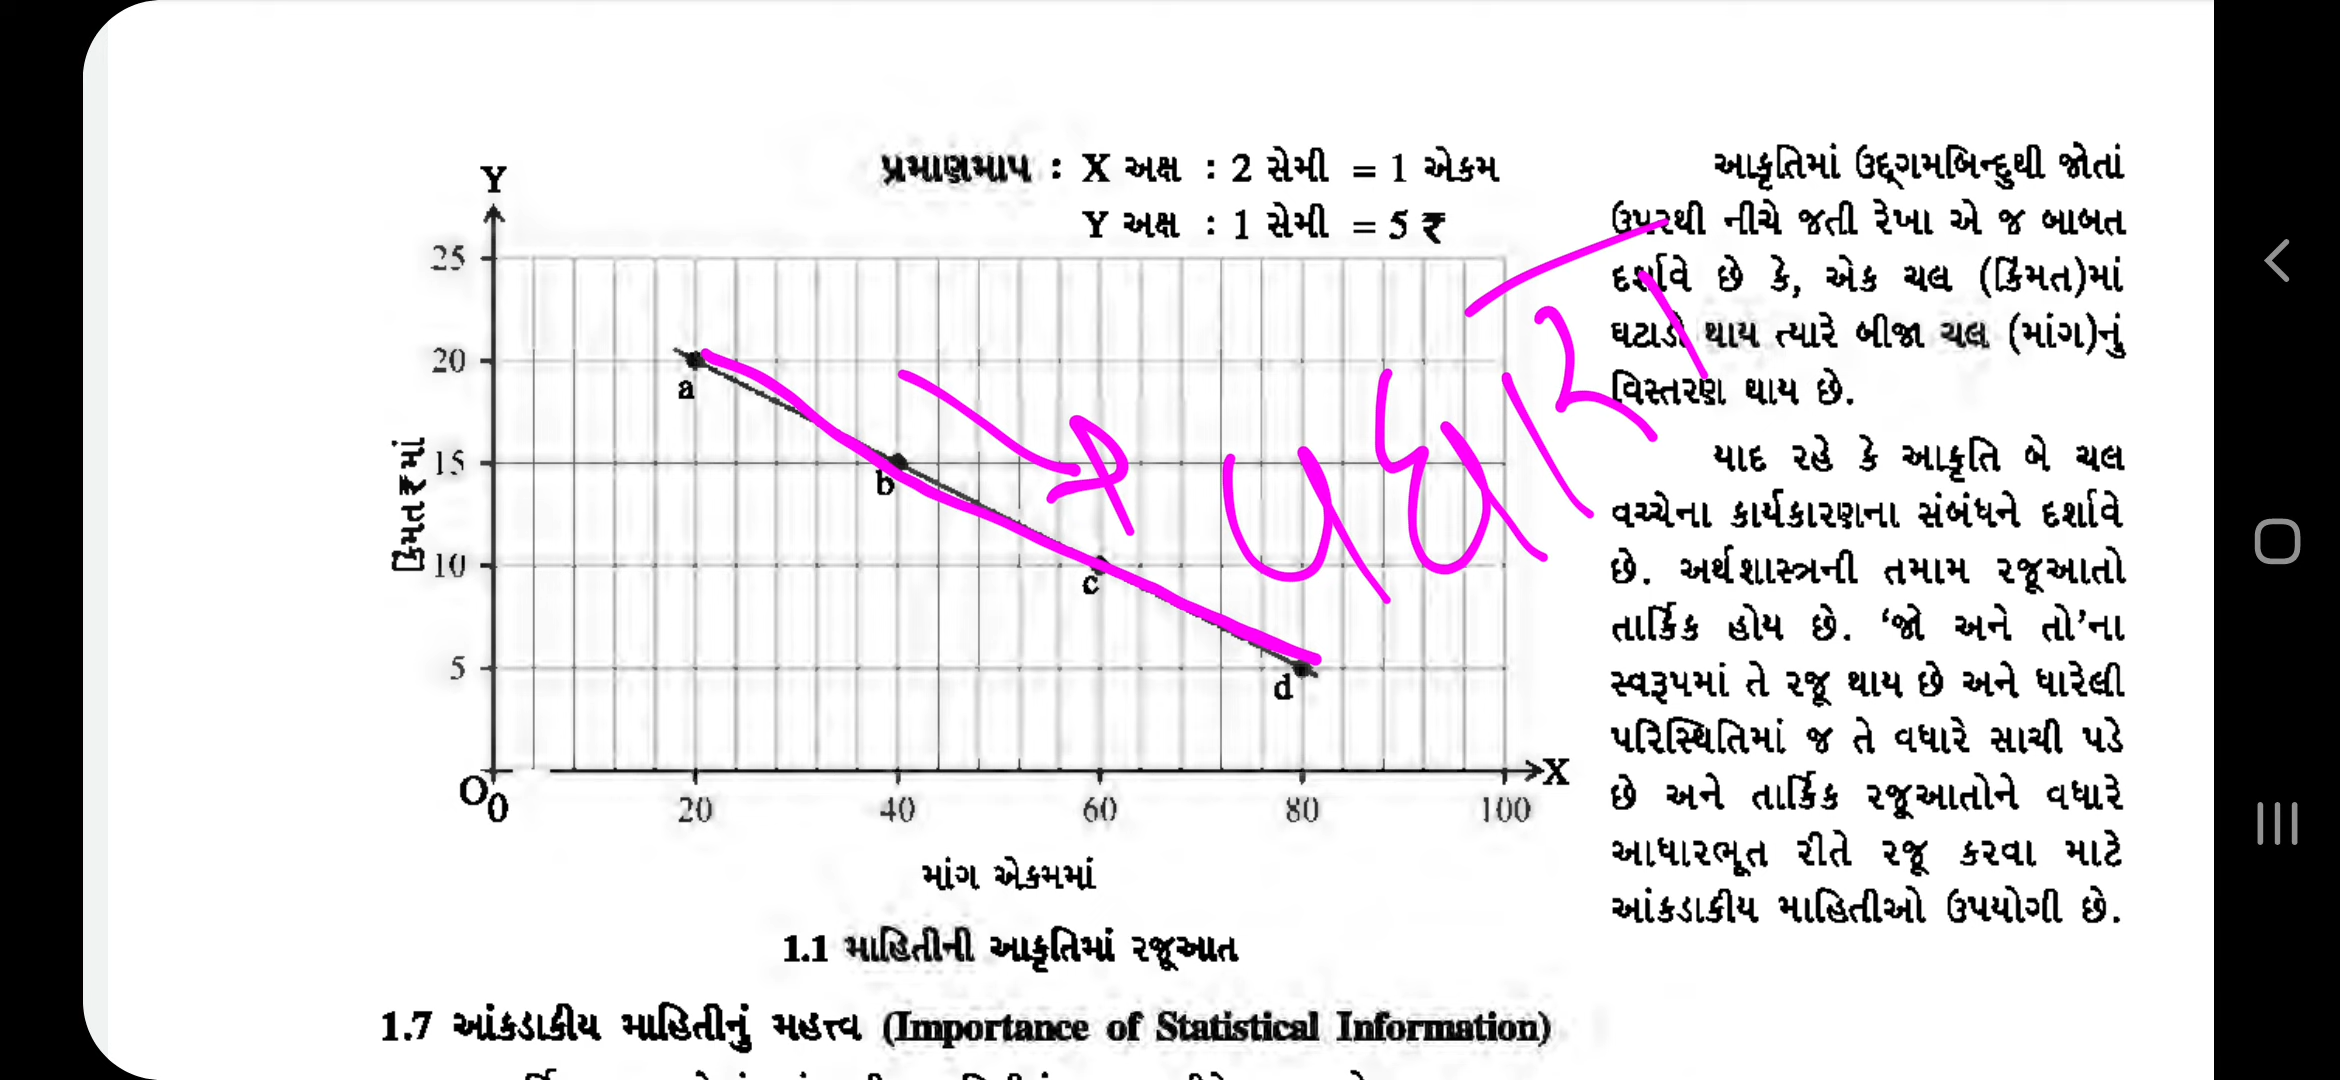 પ્રમાણમાપ : X અક્ષ : 2 સેમી = 1 એકમ
Y અક્ષ : 1 સેમી = 5 ₹
Y
25
20
15
10
5
કિંમત ₹ માં
a
b
c
d
O
0
20
40
60
80
100
X
માંગ એકમમાં
1.1 માહિતીની આકૃતિમાં રજૂઆત
આકૃતિમાં ઉદ્ગમબિન્દુથી જોતાં
ઉપરથી નીચે જતી રેખા એ જ બાબત
દર્શાવે છે કે, એક ચલ (કિંમત)માં
ઘટાડો થાય ત્યારે બીજા ચલ (માંગ)નું
વિસ્તરણ થાય છે.
યાદ રહે કે આકૃતિ બે ચલ
વચ્ચેના કાર્યકારણના સંબંધને દર્શાવે
છે. અર્થશાસ્ત્રની તમામ રજૂઆતો
તાર્કિક હોય છે. ‘જો અને તો’ના
સ્વરૂપમાં તે રજૂ થાય છે અને ધારેલી
પરિસ્થિતિમાં જ તે વધારે સાચી પડે
છે અને તાર્કિક રજૂઆતોને વધારે
આધારભૂત રીતે રજૂ કરવા માટે
આંકડાકીય માહિતીઓ ઉપયોગી છે.
1.7 આંકડાકીય માહિતીનું મહત્ત્વ (Importance of Statistical Information)